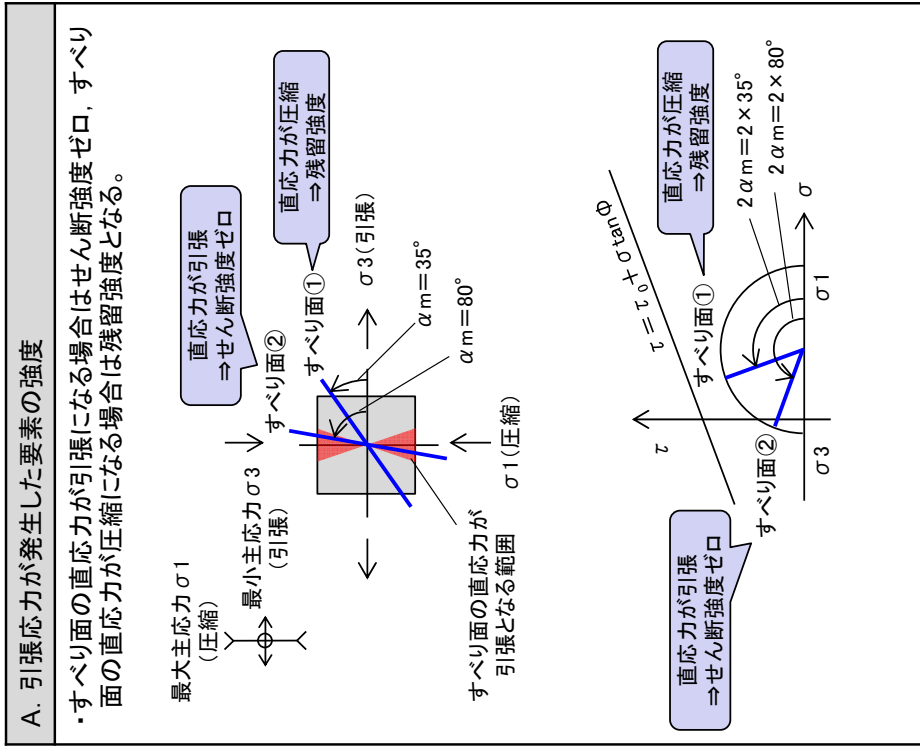 A. 引張応力が発生した要素の強度
・すべり面の直応力が引張になる場合はせん断強度ゼロ，すべり
面の直応力が圧縮になる場合は残留強度となる。
最大主応力σ1
(圧縮)
最小主応力σ3
(引張)
直応力が引張
⇒せん断強度ゼロ
すべり面②
すべり面①
直応力が圧縮
⇒残留強度
σ3(引張)
αm＝35°
αm＝80°
σ1(圧縮)
すべり面の直応力が
引張となる範囲
直応力が引張
⇒せん断強度ゼロ
すべり面②
τ
τ＝τ₀＋σtanΦ
すべり面①
直応力が圧縮
⇒残留強度
2αm＝2×35°
2αm＝2×80°
σ3
σ1
σ